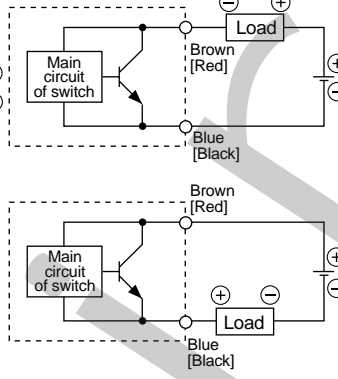 ⊖ ⊕
Load
Brown
[Red]
Main
circuit
of switch
⊕
⊖
Blue
[Black]
Brown
[Red]
Main
circuit
of switch
⊕
⊖
⊕ ⊖
Load
Blue
[Black]